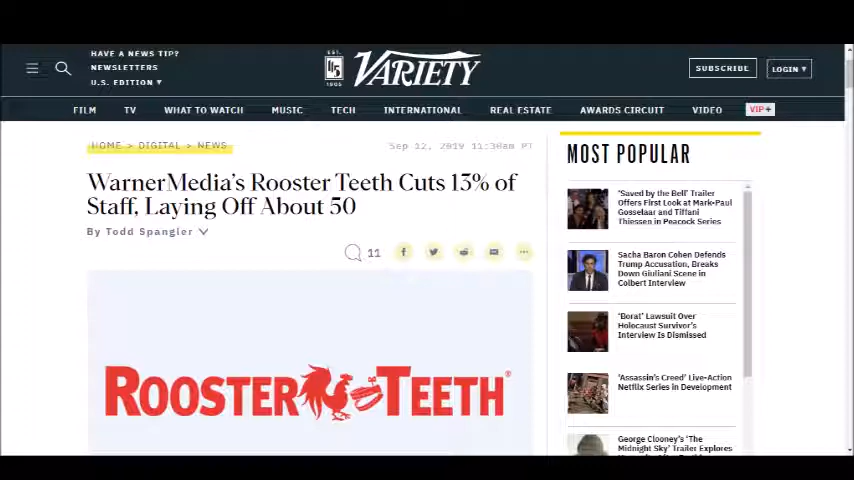 HAVE A NEWS TIP?
NEWSLETTERS
U.S. EDITION
EST.
1905
VARIETY
SUBSCRIBE
LOGIN
FILM TV WHAT TO WATCH MUSIC TECH INTERNATIONAL REAL ESTATE AWARDS CIRCUIT VIDEO VIP+
HOME > DIGITAL > NEWS
Sep 12, 2019 11:30am PT
WarnerMedia's Rooster Teeth Cuts 13% of
Staff, Laying Off About 50
By Todd Spangler
11
ROOSTER TEETH®
MOST POPULAR
'Saved by the Bell' Trailer
Offers First Look at Mark-Paul
Gosselaar and Tiffani
Thiessen in Peacock Series
Sacha Baron Cohen Defends
Trump Accusation, Breaks
Down Giuliani Scene in
Colbert Interview
'Borat' Lawsuit Over
Holocaust Survivor's
Interview Is Dismissed
'Assassin's Creed' Live-Action
Netflix Series in Development
George Clooney's 'The
Midnight Sky' Trailer Explores